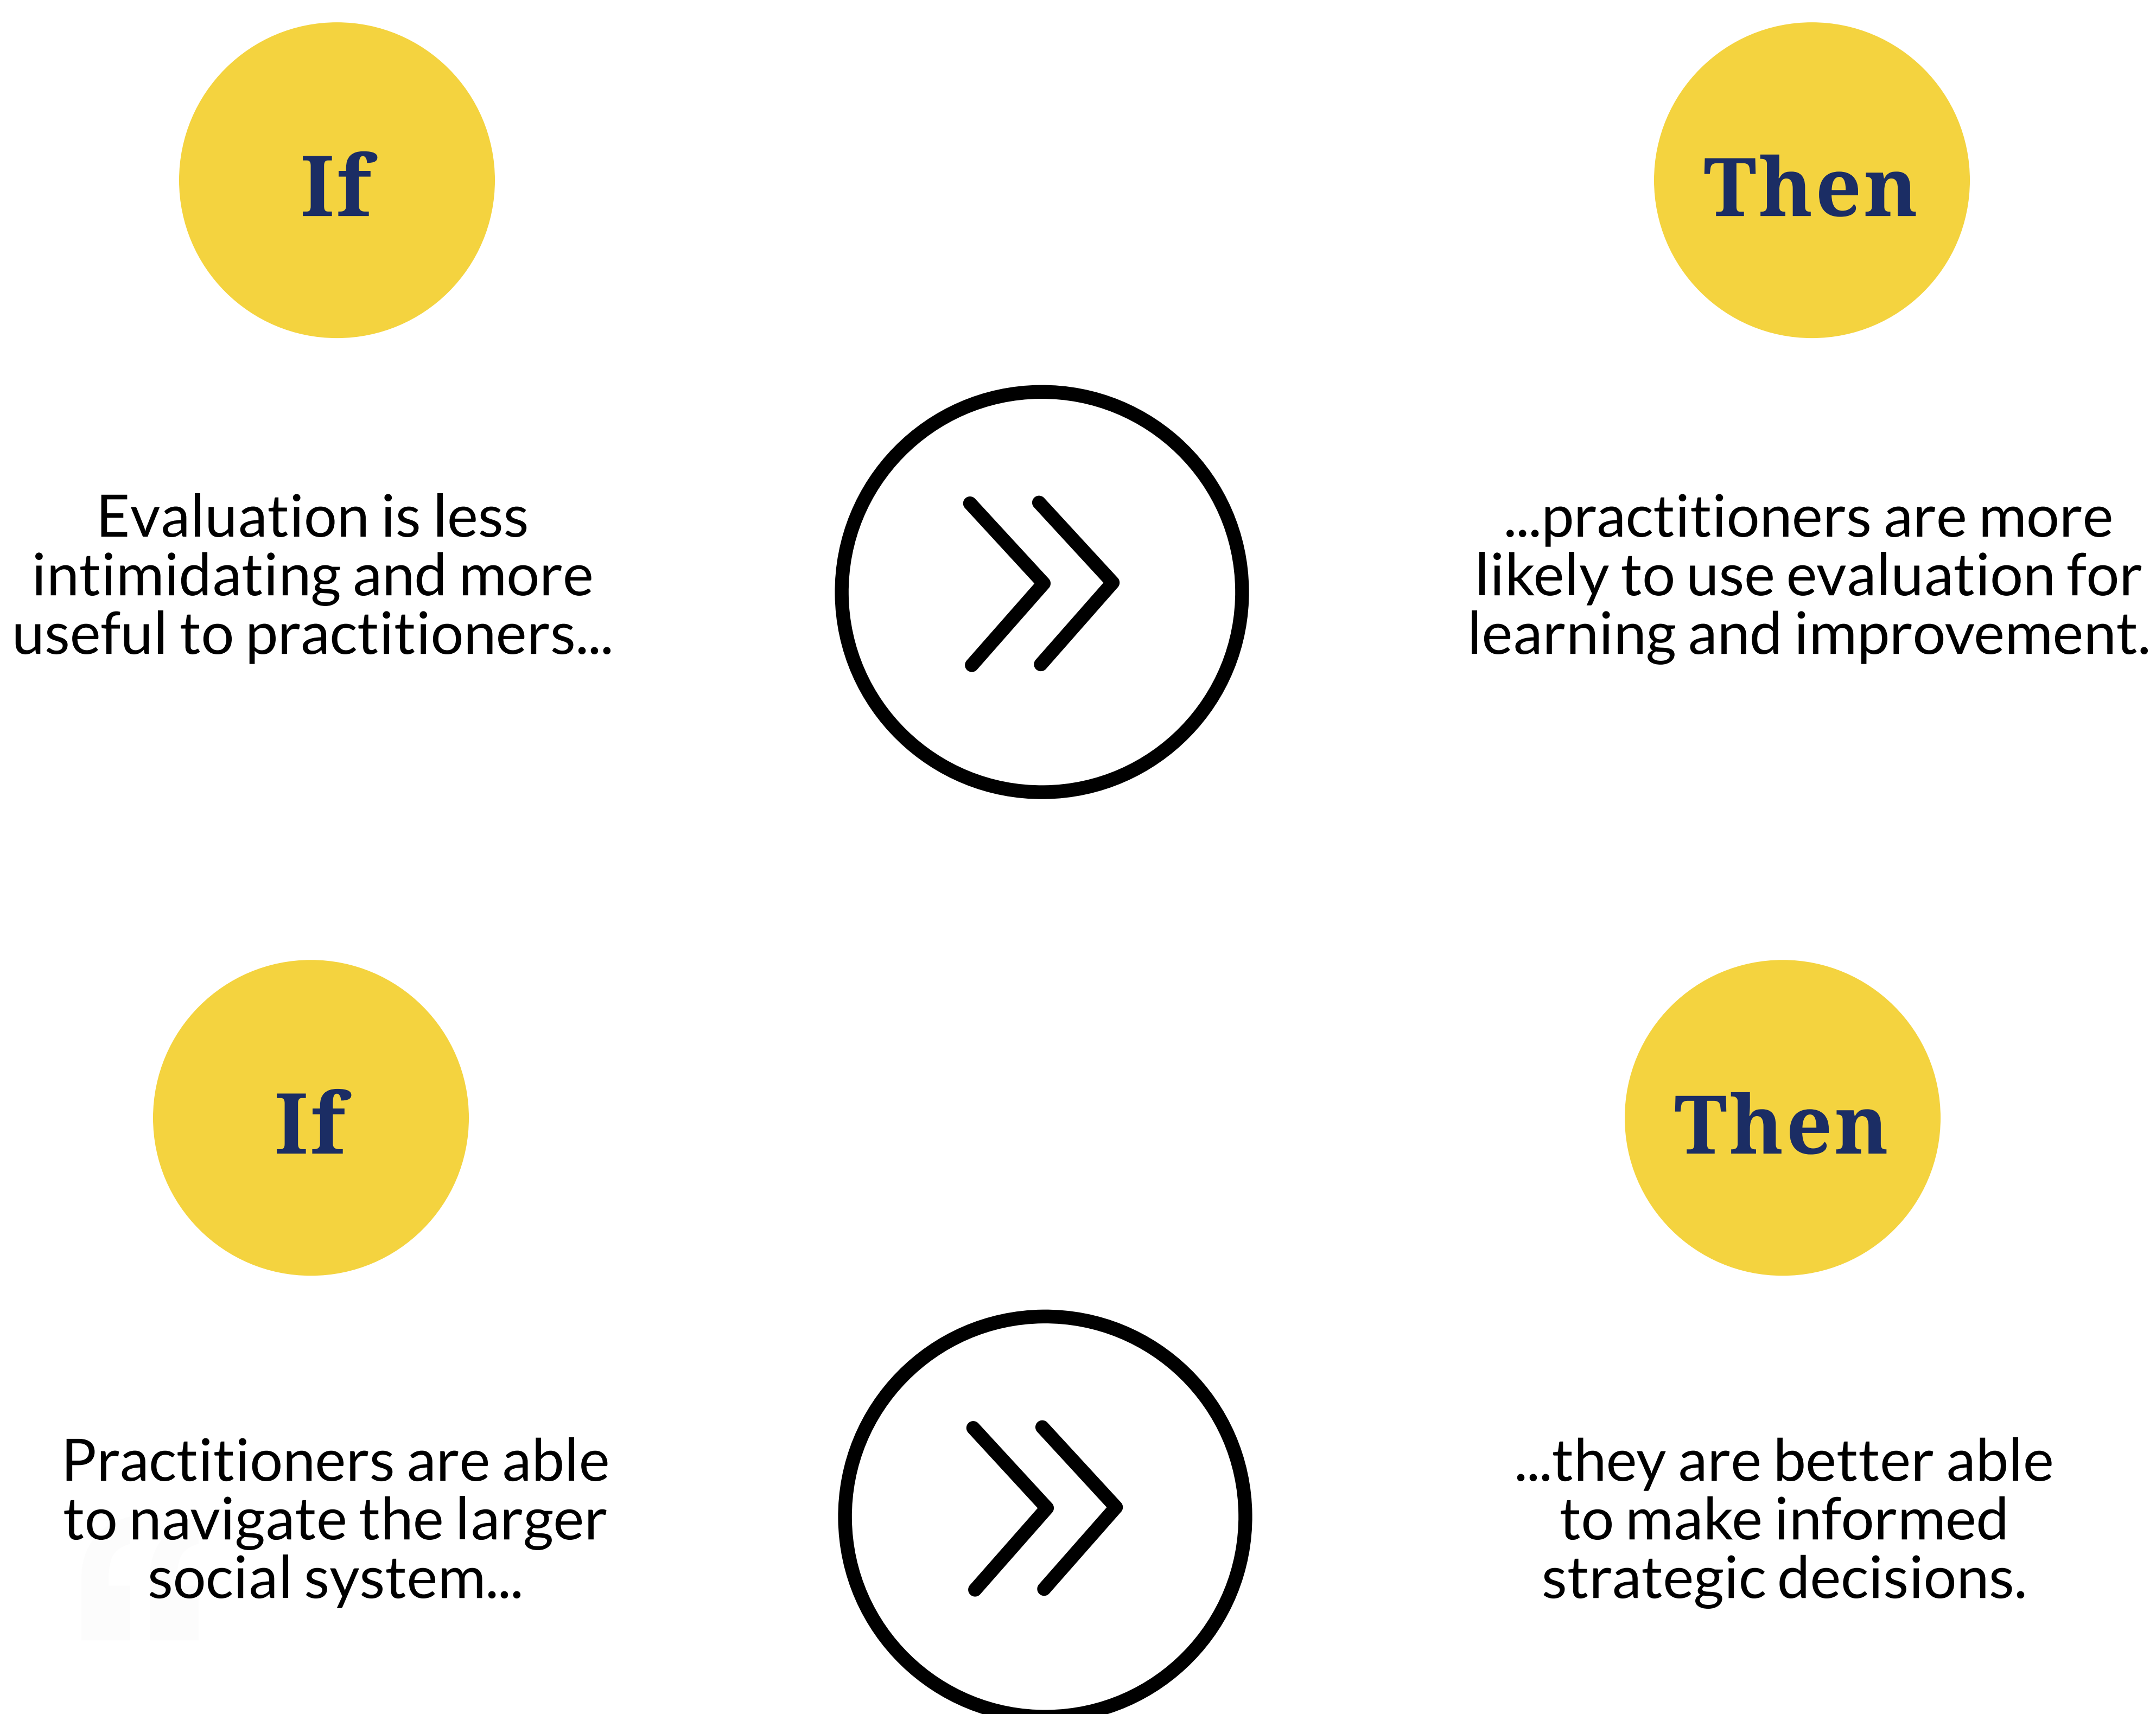 If
Then
Evaluation is less
intimidating and more
useful to practitioners...
...practitioners are more
likely to use evaluation for
learning and improvement.
If
Then
Practitioners are able
to navigate the larger
social system...
...they are better able
to make informed
strategic decisions.